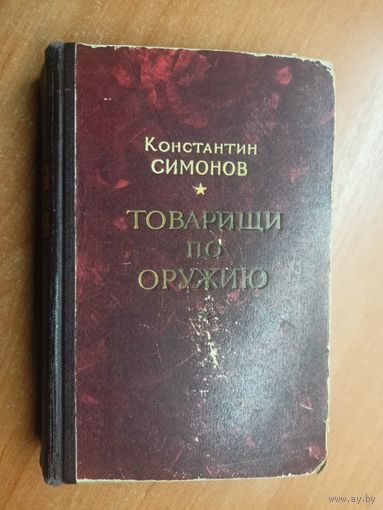 Константин
СИМОНОВ
ТОВАРИЩИ
ПО
ОРУЖИЮ
www.ay.by